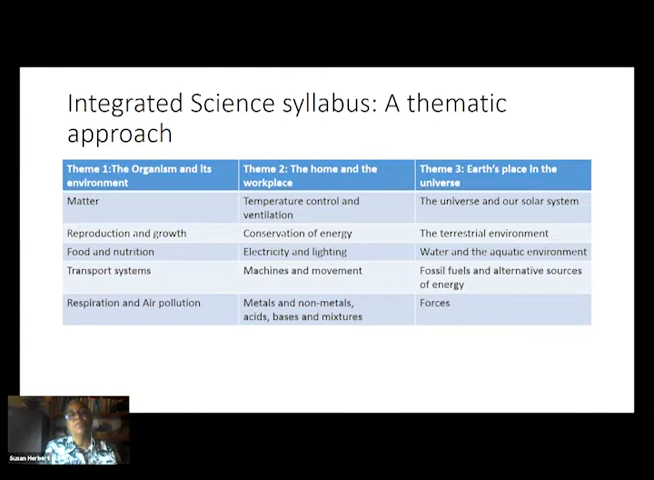 Integrated Science syllabus: A thematic
approach
Theme 1:The Organism and its
environment
Theme 2: The home and the
workplace
Theme 3: Earth's place in the
universe
Matter
Temperature control and
ventilation
The universe and our solar system
Reproduction and growth
Conservation of energy
The terrestrial environment
Food and nutrition
Electricity and lighting
Water and the aquatic environment
Transport systems
Machines and movement
Fossil fuels and alternative sources
of energy
Respiration and Air pollution
Metals and non-metals,
acids, bases and mixtures
Forces
Susan Herbert